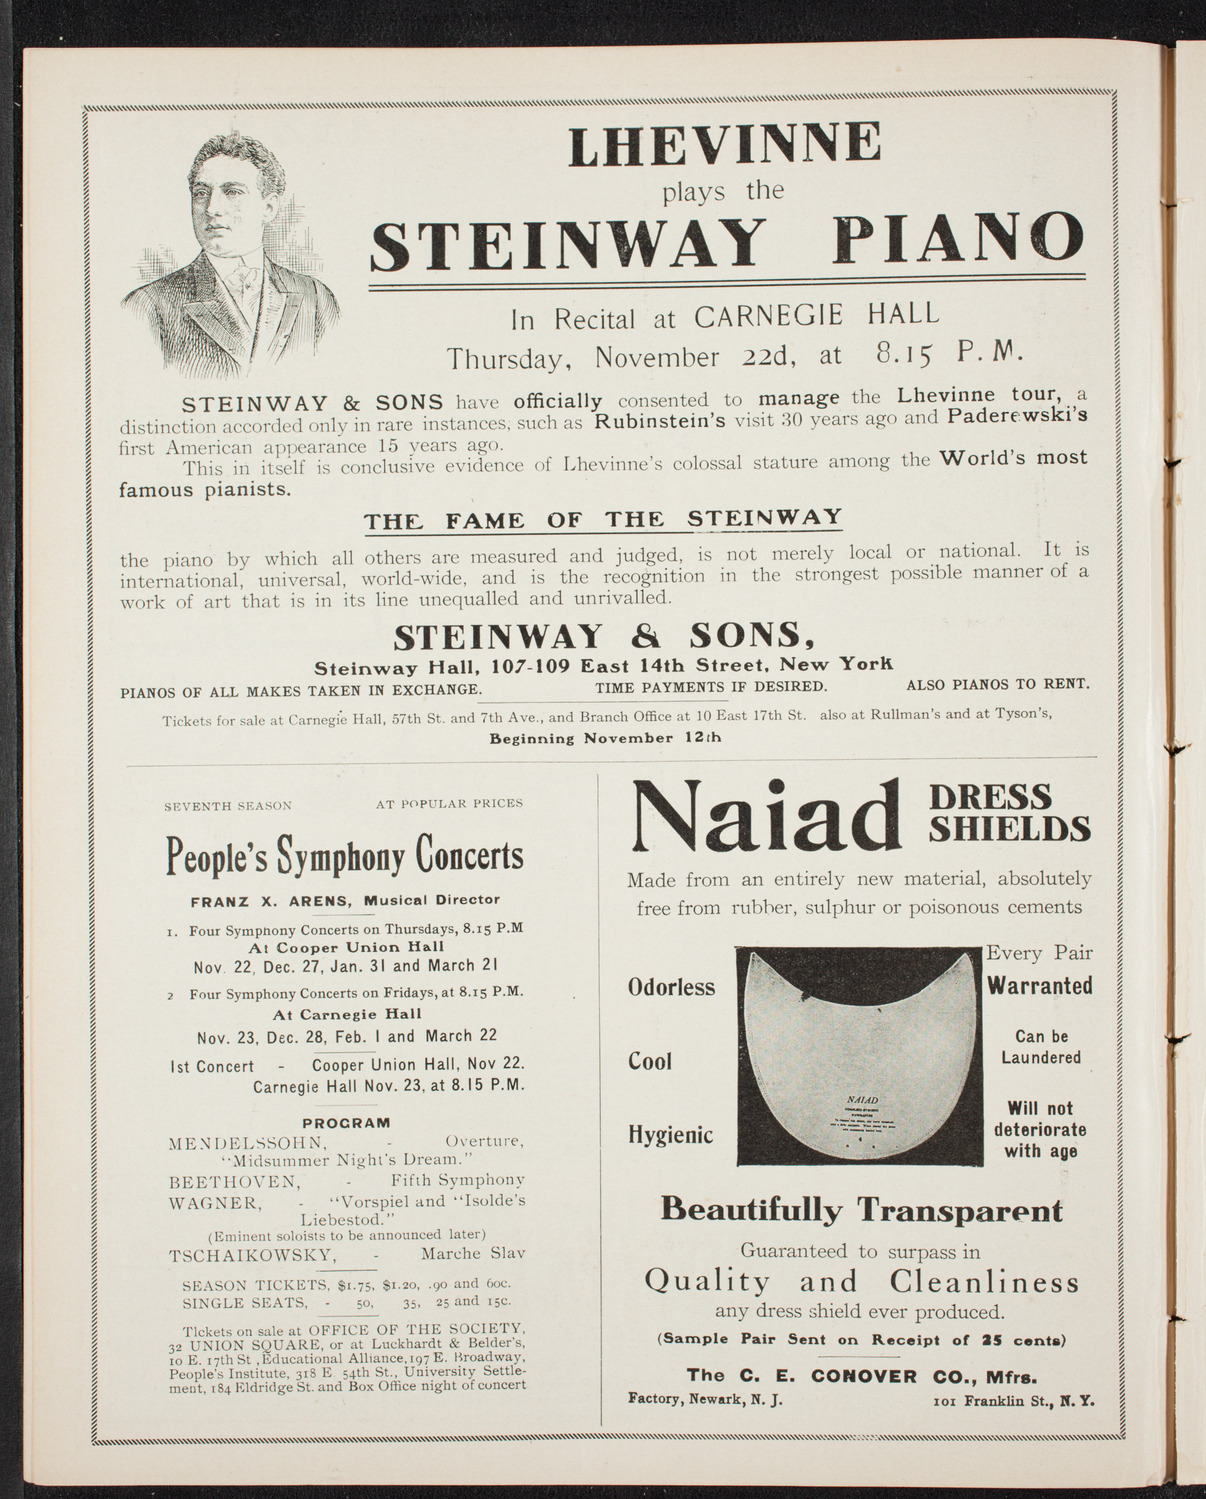 LHEVINNE
plays the
STEINWAY PIANO
In Recital at CARNEGIE HALL
Thursday, November 22d, at 8.15 P. M.
STEINWAY & SONS have officially consented to manage the Lhevinne tour, a
distinction accorded only in rare instances, such as Rubinstein's visit 30 years ago and Paderewski's
first American appearance 15 years ago.
This in itself is conclusive evidence of Lhevinne's colossal stature among the World's most
famous pianists.
THE FAME OF THE STEINWAY
the piano by which all others are measured and judged, is not merely local or national. It is
international, universal, world-wide, and is the recognition in the strongest possible manner of a
work of art that is in its line unequalled and unrivalled.
STEINWAY & SONS,
Steinway Hall, 107-109 East 14th Street, New York
PIANOS OF ALL MAKES TAKEN IN EXCHANGE. TIME PAYMENTS IF DESIRED. ALSO PIANOS TO RENT.
Tickets for sale at Carnegie Hall, 57th St. and 7th Ave., and Branch Office at 10 East 17th St. also at Rullman's and at Tyson's,
Beginning November 12th
SEVENTH SEASON AT POPULAR PRICES
People's Symphony Concerts
FRANZ X. ARENS, Musical Director
1. Four Symphony Concerts on Thursdays, 8.15 P.M
At Cooper Union Hall
Nov. 22, Dec. 27, Jan. 31 and March 21
2 Four Symphony Concerts on Fridays, at 8.15 P.M.
At Carnegie Hall
Nov. 23, Dec. 28, Feb. 1 and March 22
1st Concert - Cooper Union Hall, Nov 22.
Carnegie Hall Nov. 23, at 8.15 P.M.
PROGRAM
MENDELSSOHN, - Overture,
"Midsummer Night's Dream."
BEETHOVEN, - Fifth Symphony
WAGNER, - "Vorspiel and "Isolde's
Liebestod."
(Eminent soloists to be announced later)
TSCHAIKOWSKY, - Marche Slav
SEASON TICKETS, $1.75, $1.20, .90 and 60c.
SINGLE SEATS, - 50, 35, 25 and 15c.
Tickets on sale at OFFICE OF THE SOCIETY,
32 UNION SQUARE, or at Luckhardt & Belder's,
10 E. 17th St , Educational Alliance, 197 E. Broadway,
People's Institute, 318 E 54th St., University Settle-
ment, 184 Eldridge St. and Box Office night of concert
Naiad DRESS
SHIELDS
Made from an entirely new material, absolutely
free from rubber, sulphur or poisonous cements
Odorless
Cool
Hygienic
NAIAD
Every Pair
Warranted
Can be
Laundered
Will not
deteriorate
with age
Beautifully Transparent
Guaranteed to surpass in
Quality and Cleanliness
any dress shield ever produced.
(Sample Pair Sent on Receipt of 25 cents)
The C. E. CONOVER CO., Mfrs.
Factory, Newark, N. J. 101 Franklin St., N. Y.